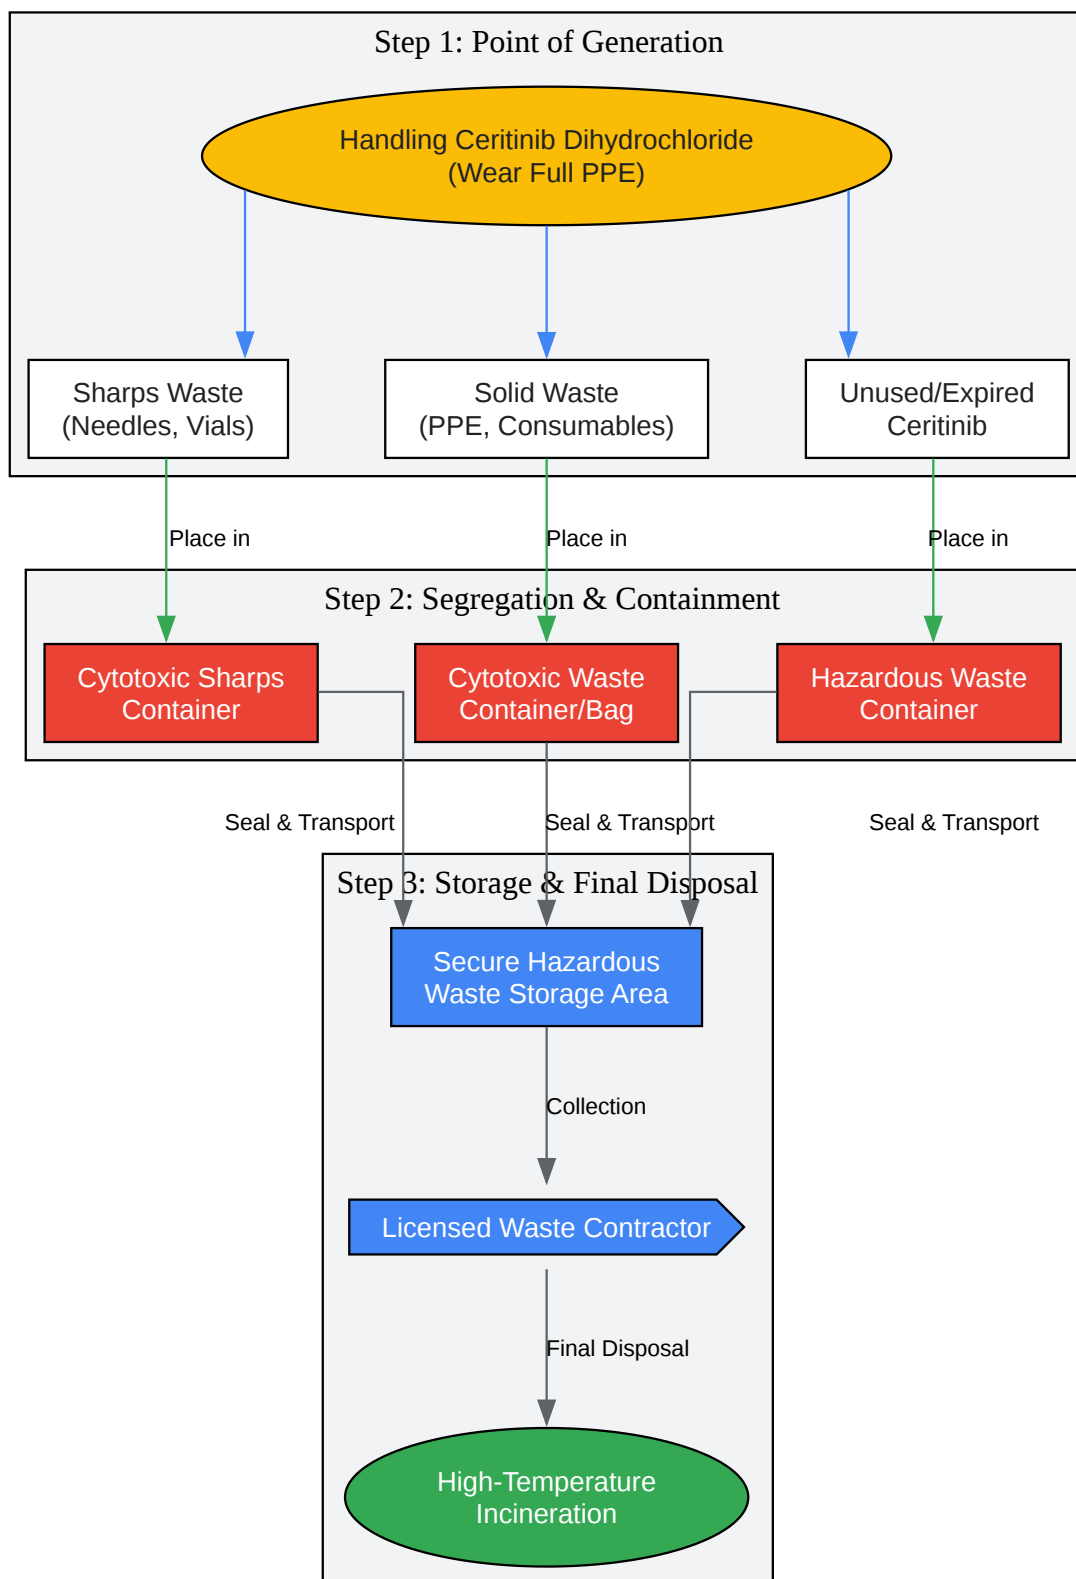 Step 1: Point of Generation
Handling Ceritinib Dihydrochloride
(Wear Full PPE)
Sharps Waste
(Needles, Vials)
Solid Waste
(PPE, Consumables)
Unused/Expired
Ceritinib
Place in
Place in
Place in
Step 2: Segregation & Containment
Cytotoxic Sharps
Container
Cytotoxic Waste
Container/Bag
Hazardous Waste
Container
Seal & Transport
Seal & Transport
Seal & Transport
Step 3: Storage & Final Disposal
Secure Hazardous
Waste Storage Area
Collection
Licensed Waste Contractor
Final Disposal
High-Temperature
Incineration